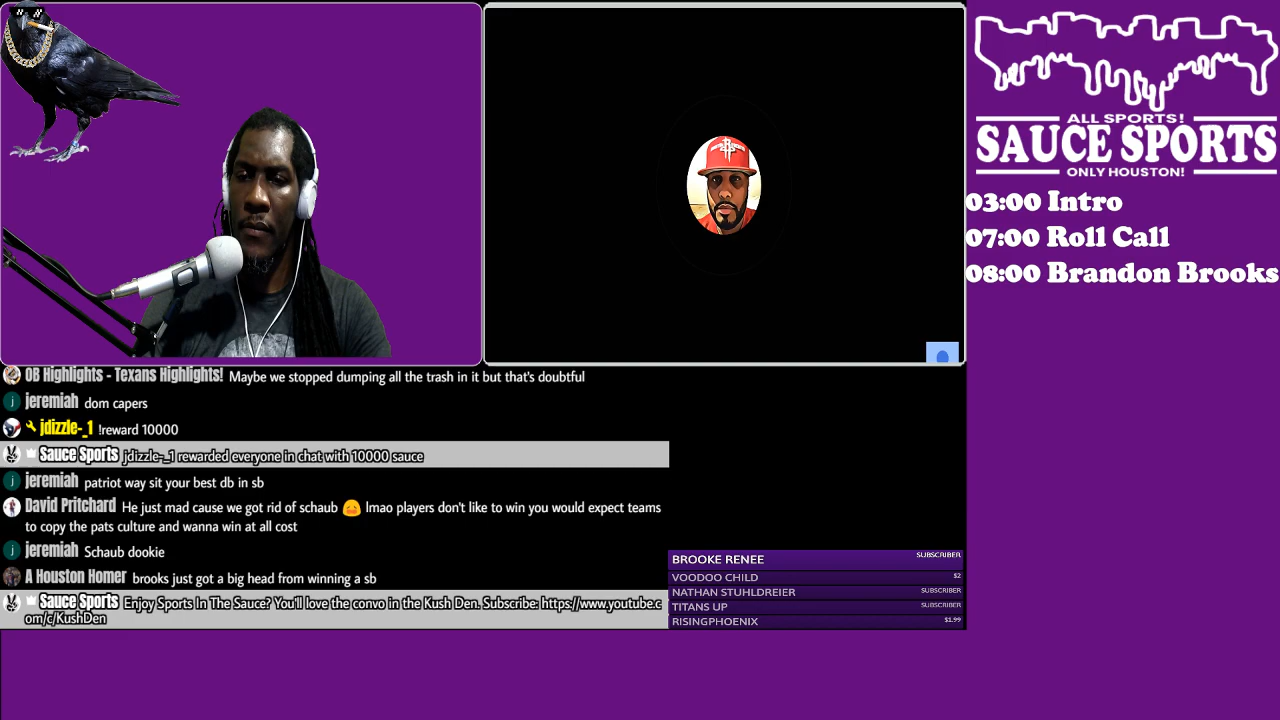 ALL SPORTS!
SAUCE SPORTS
ONLY HOUSTON!
03:00 Intro
07:00 Roll Call
08:00 Brandon Brooks
OB Highlights - Texans Highlights! Maybe we stopped dumping all the trash in it but that's doubtful
j jeremiah dom capers
jdizzle-_1 !reward 10000
Sauce Sports jdizzle-_1 rewarded everyone in chat with 10000 sauce
j jeremiah patriot way sit your best db in sb
David Pritchard He just mad cause we got rid of schaub 🤗 lmao players don't like to win you would expect teams
to copy the pats culture and wanna win at all cost
j jeremiah Schaub dookie
A Houston Homer brooks just got a big head from winning a sb
Sauce Sports Enjoy Sports In The Sauce? You'll love the convo in the Kush Den. Subscribe: https://www.youtube.c
om/c/KushDen
BROOKE RENEE SUBSCRIBER
VOODOO CHILD $2
NATHAN STUHLDREIER SUBSCRIBER
TITANS UP SUBSCRIBER
RISINGPHOENIX $1.99